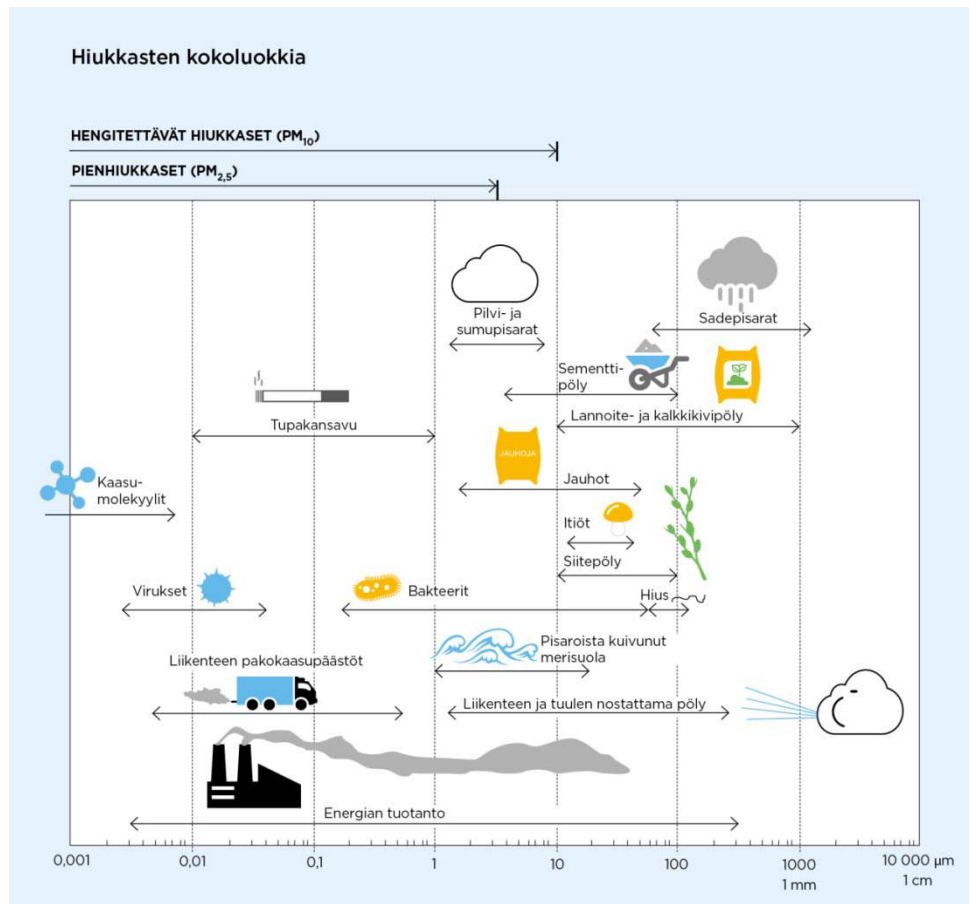 Hiukkasten kokoluokkia
HENGITETTÄVÄT HIUKKASET (PM10)
PIENHIUKKASET (PM2,5)
Pilvi- ja
sumupisarat
Sadepisarat
Sementti-
pöly
Lannoite- ja kalkkikivipöly
Tupakansavu
JAUHOJA
Jauhot
Kaasu-
molekyylit
Itiöt
Siitepöly
Virukset
Bakteerit
Hius
Pisaroista kuivunut
merisuola
Liikenteen pakokaasupäästöt
Liikenteen ja tuulen nostattama pöly
Energian tuotanto
0,001 0,01 0,1 1 10 100 1000 10 000 µm
1 mm 1 cm